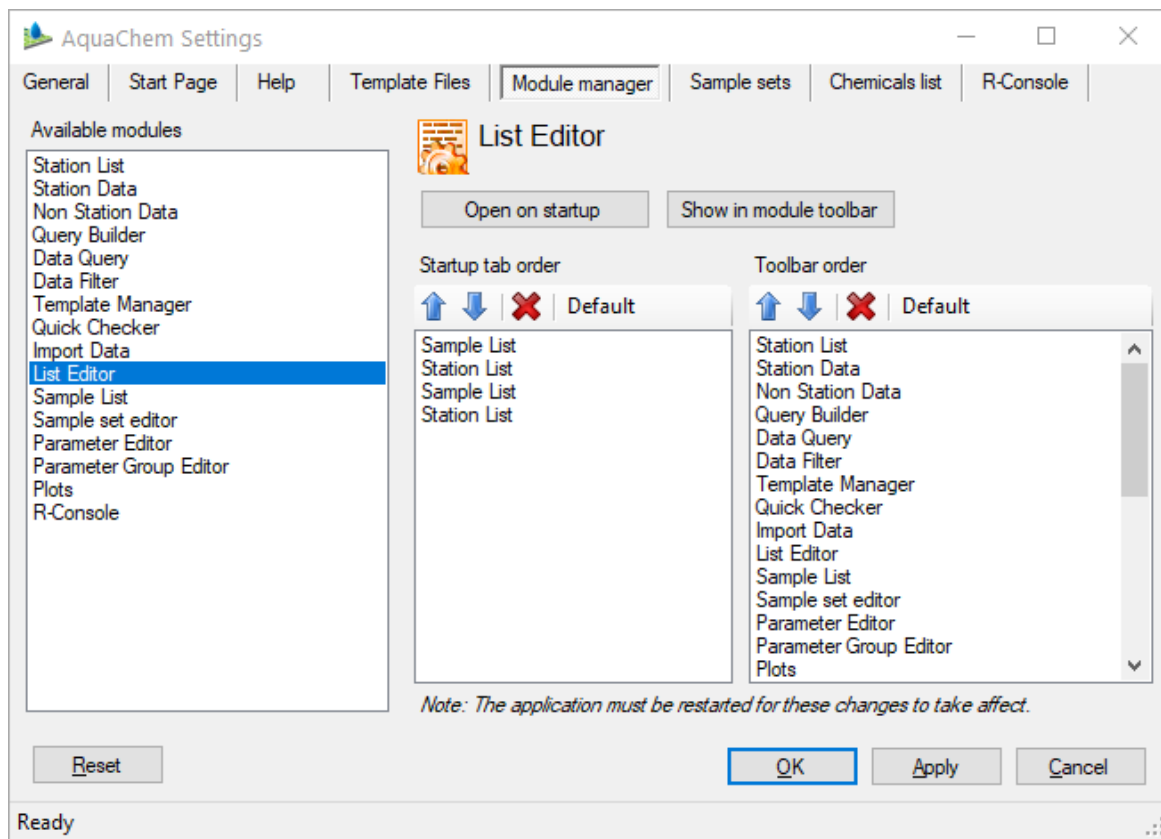 AquaChem Settings
General Start Page Help Template Files Module manager Sample sets Chemicals list R-Console
Available modules
Station List
Station Data
Non Station Data
Query Builder
Data Query
Data Filter
Template Manager
Quick Checker
Import Data
List Editor
Sample List
Sample set editor
Parameter Editor
Parameter Group Editor
Plots
R-Console
List Editor
Open on startup Show in module toolbar
Startup tab order
Default
Sample List
Station List
Sample List
Station List
Toolbar order
Default
Station List
Station Data
Non Station Data
Query Builder
Data Query
Data Filter
Template Manager
Quick Checker
Import Data
List Editor
Sample List
Sample set editor
Parameter Editor
Parameter Group Editor
Plots
Note: The application must be restarted for these changes to take affect.
Reset OK Apply Cancel
Ready